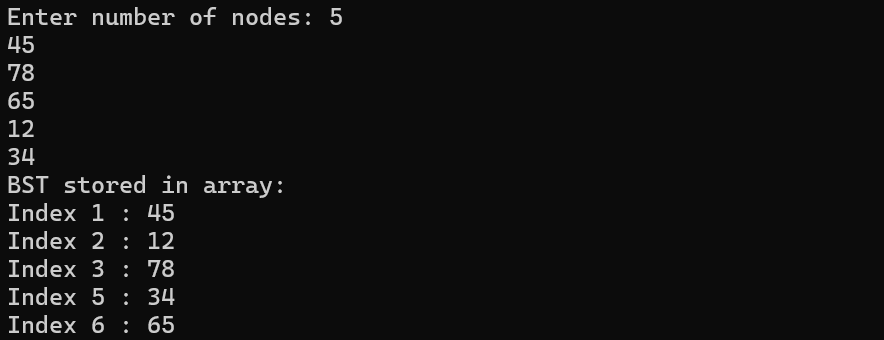 Enter number of nodes: 5
45
78
65
12
34
BST stored in array:
Index 1 : 45
Index 2 : 12
Index 3 : 78
Index 5 : 34
Index 6 : 65